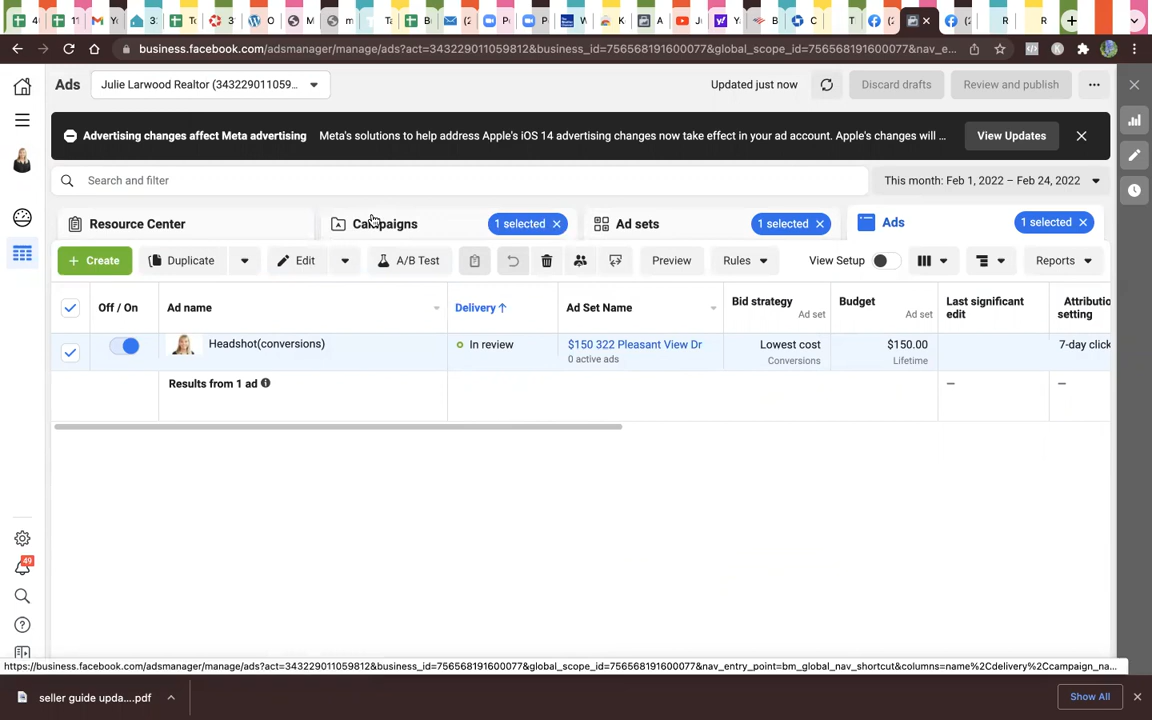 business.facebook.com/adsmanager/manage/ads?act=343229011059812&business_id=756568191600077&global_scope_id=756568191600077&nav_e...
Ads
Julie Larwood Realtor (34322901 1059...
Updated just now
Discard drafts
Review and publish
Advertising changes affect Meta advertising
Meta's solutions to help address Apple's iOS 14 advertising changes now take effect in your ad account. Apple's changes will ...
View Updates
Search and filter
This month: Feb 1, 2022 – Feb 24, 2022
Resource Center
Campaigns
1 selected
Ad sets
1 selected
Ads
1 selected
Create
Duplicate
Edit
A/B Test
Preview
Rules
View Setup
Reports
Off / On
Ad name
Delivery ↑
Ad Set Name
Bid strategy
Ad set
Budget
Ad set
Last significant
edit
Attributio
setting
Headshot(conversions)
In review
$150 322 Pleasant View Dr
0 active ads
Lowest cost
Conversions
$150.00
Lifetime
7-day click
Results from 1 ad
—
—
49
https://business.facebook.com/adsmanager/manage/ads?act=343229011059812&business_id=756568191600077&global_scope_id=756568191600077&nav_entry_point=bm_global_nav_shortcut&columns=name%2Cdelivery%2Ccampaign_na...
seller guide upda....pdf
Show All